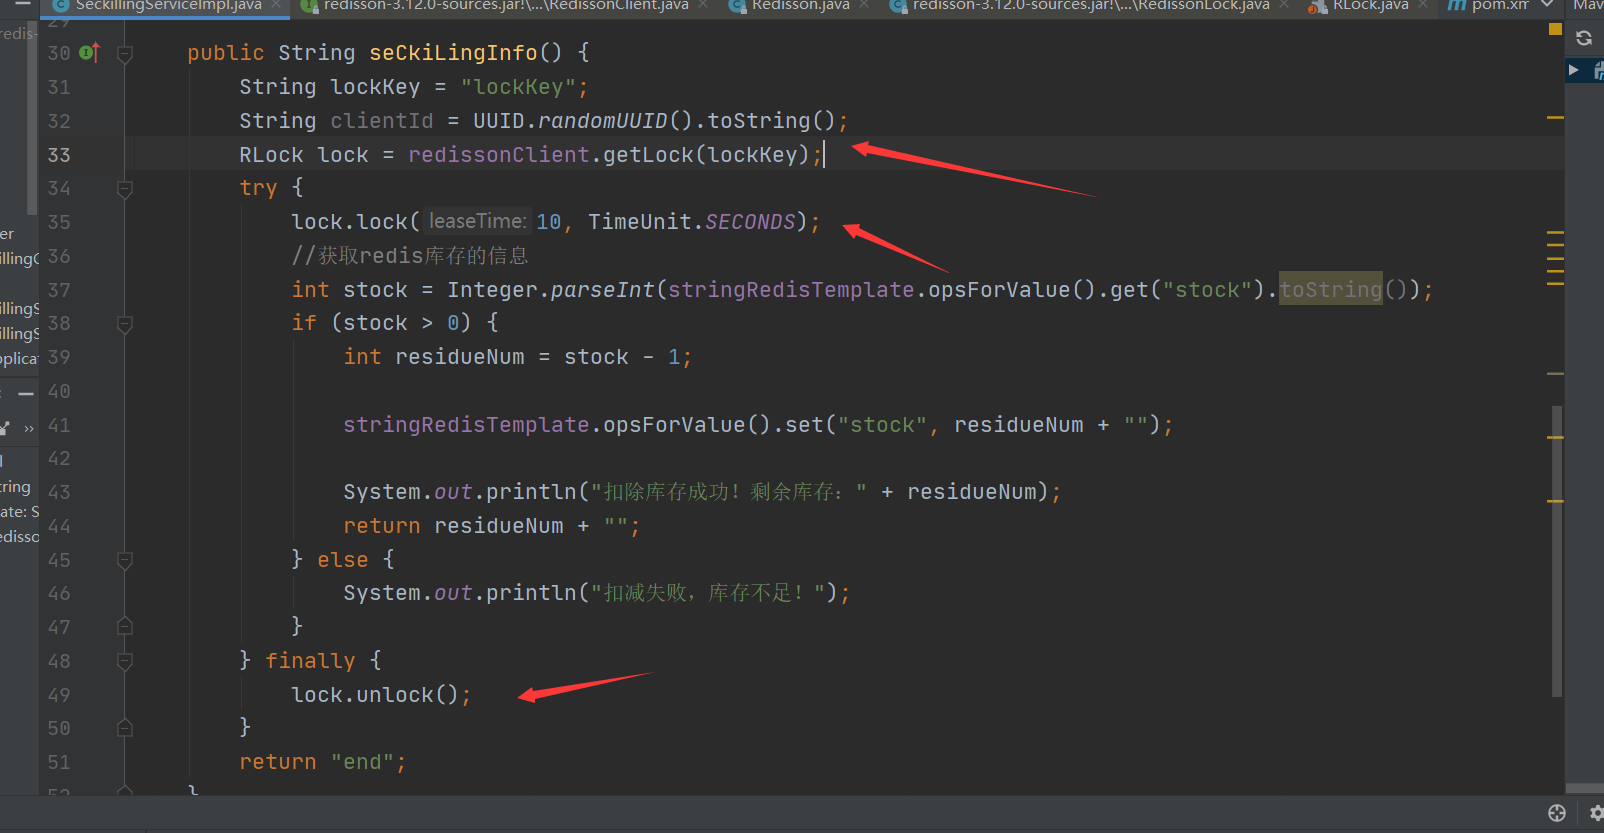 SeckillingServiceImpl.java redisson-3.12.0-sources.jar!\...\RedissonClient.java Redisson.java redisson-3.12.0-sources.jar!\...\RedissonLock.java RLock.java pom.xm Mav
29
30 public String seCkiLingInfo() {
31 String lockKey = "lockKey";
32 String clientId = UUID.randomUUID().toString();
33 RLock lock = redissonClient.getLock(lockKey);
34 try {
35 lock.lock( leaseTime: 10, TimeUnit.SECONDS);
36 //获取redis库存的信息
37 int stock = Integer.parseInt(stringRedisTemplate.opsForValue().get("stock").toString());
38 if (stock > 0) {
39 int residueNum = stock - 1;
40
41 stringRedisTemplate.opsForValue().set("stock", residueNum + "");
42
43 System.out.println("扣除库存成功！剩余库存：" + residueNum);
44 return residueNum + "";
45 } else {
46 System.out.println("扣减失败，库存不足！");
47 }
48 } finally {
49 lock.unlock();
50 }
51 return "end";
52 }
redis-
er
illingC
illingS
illingS
pplicat
l
tring
ate: S
edisso